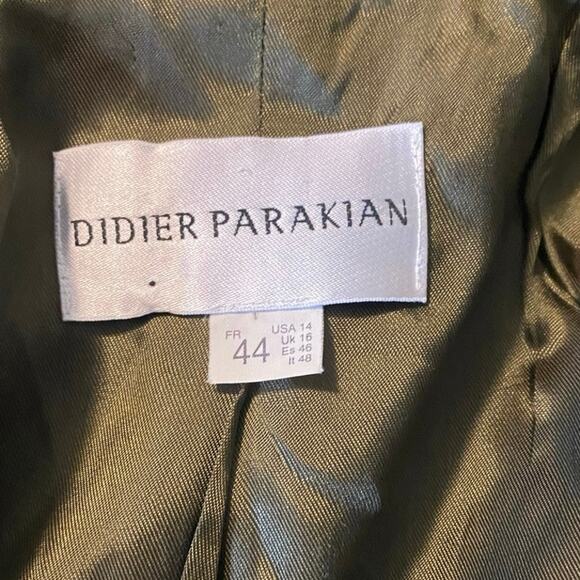 DIDIER PARAKIAN
FR 44
USA 14
Uk 16
Es 46
It 48